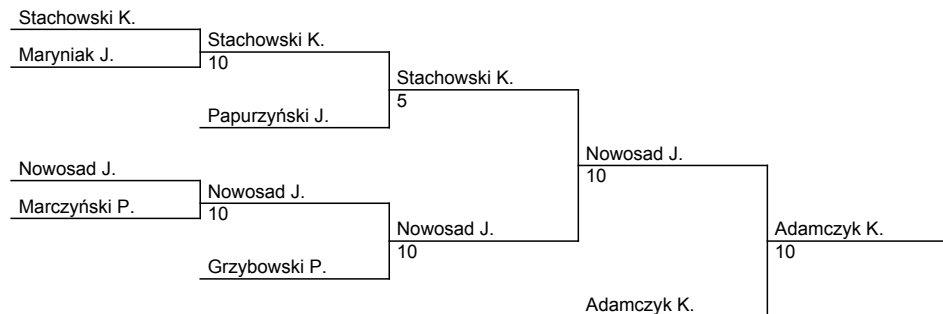 Stachowski K.
Maryniak J.
Stachowski K.
10
Papurzyński J.
Stachowski K.
5
Nowosad J.
Marczyński P.
Nowosad J.
10
Grzybowski P.
Nowosad J.
10
Nowosad J.
10
Adamczyk K.
Adamczyk K.
10